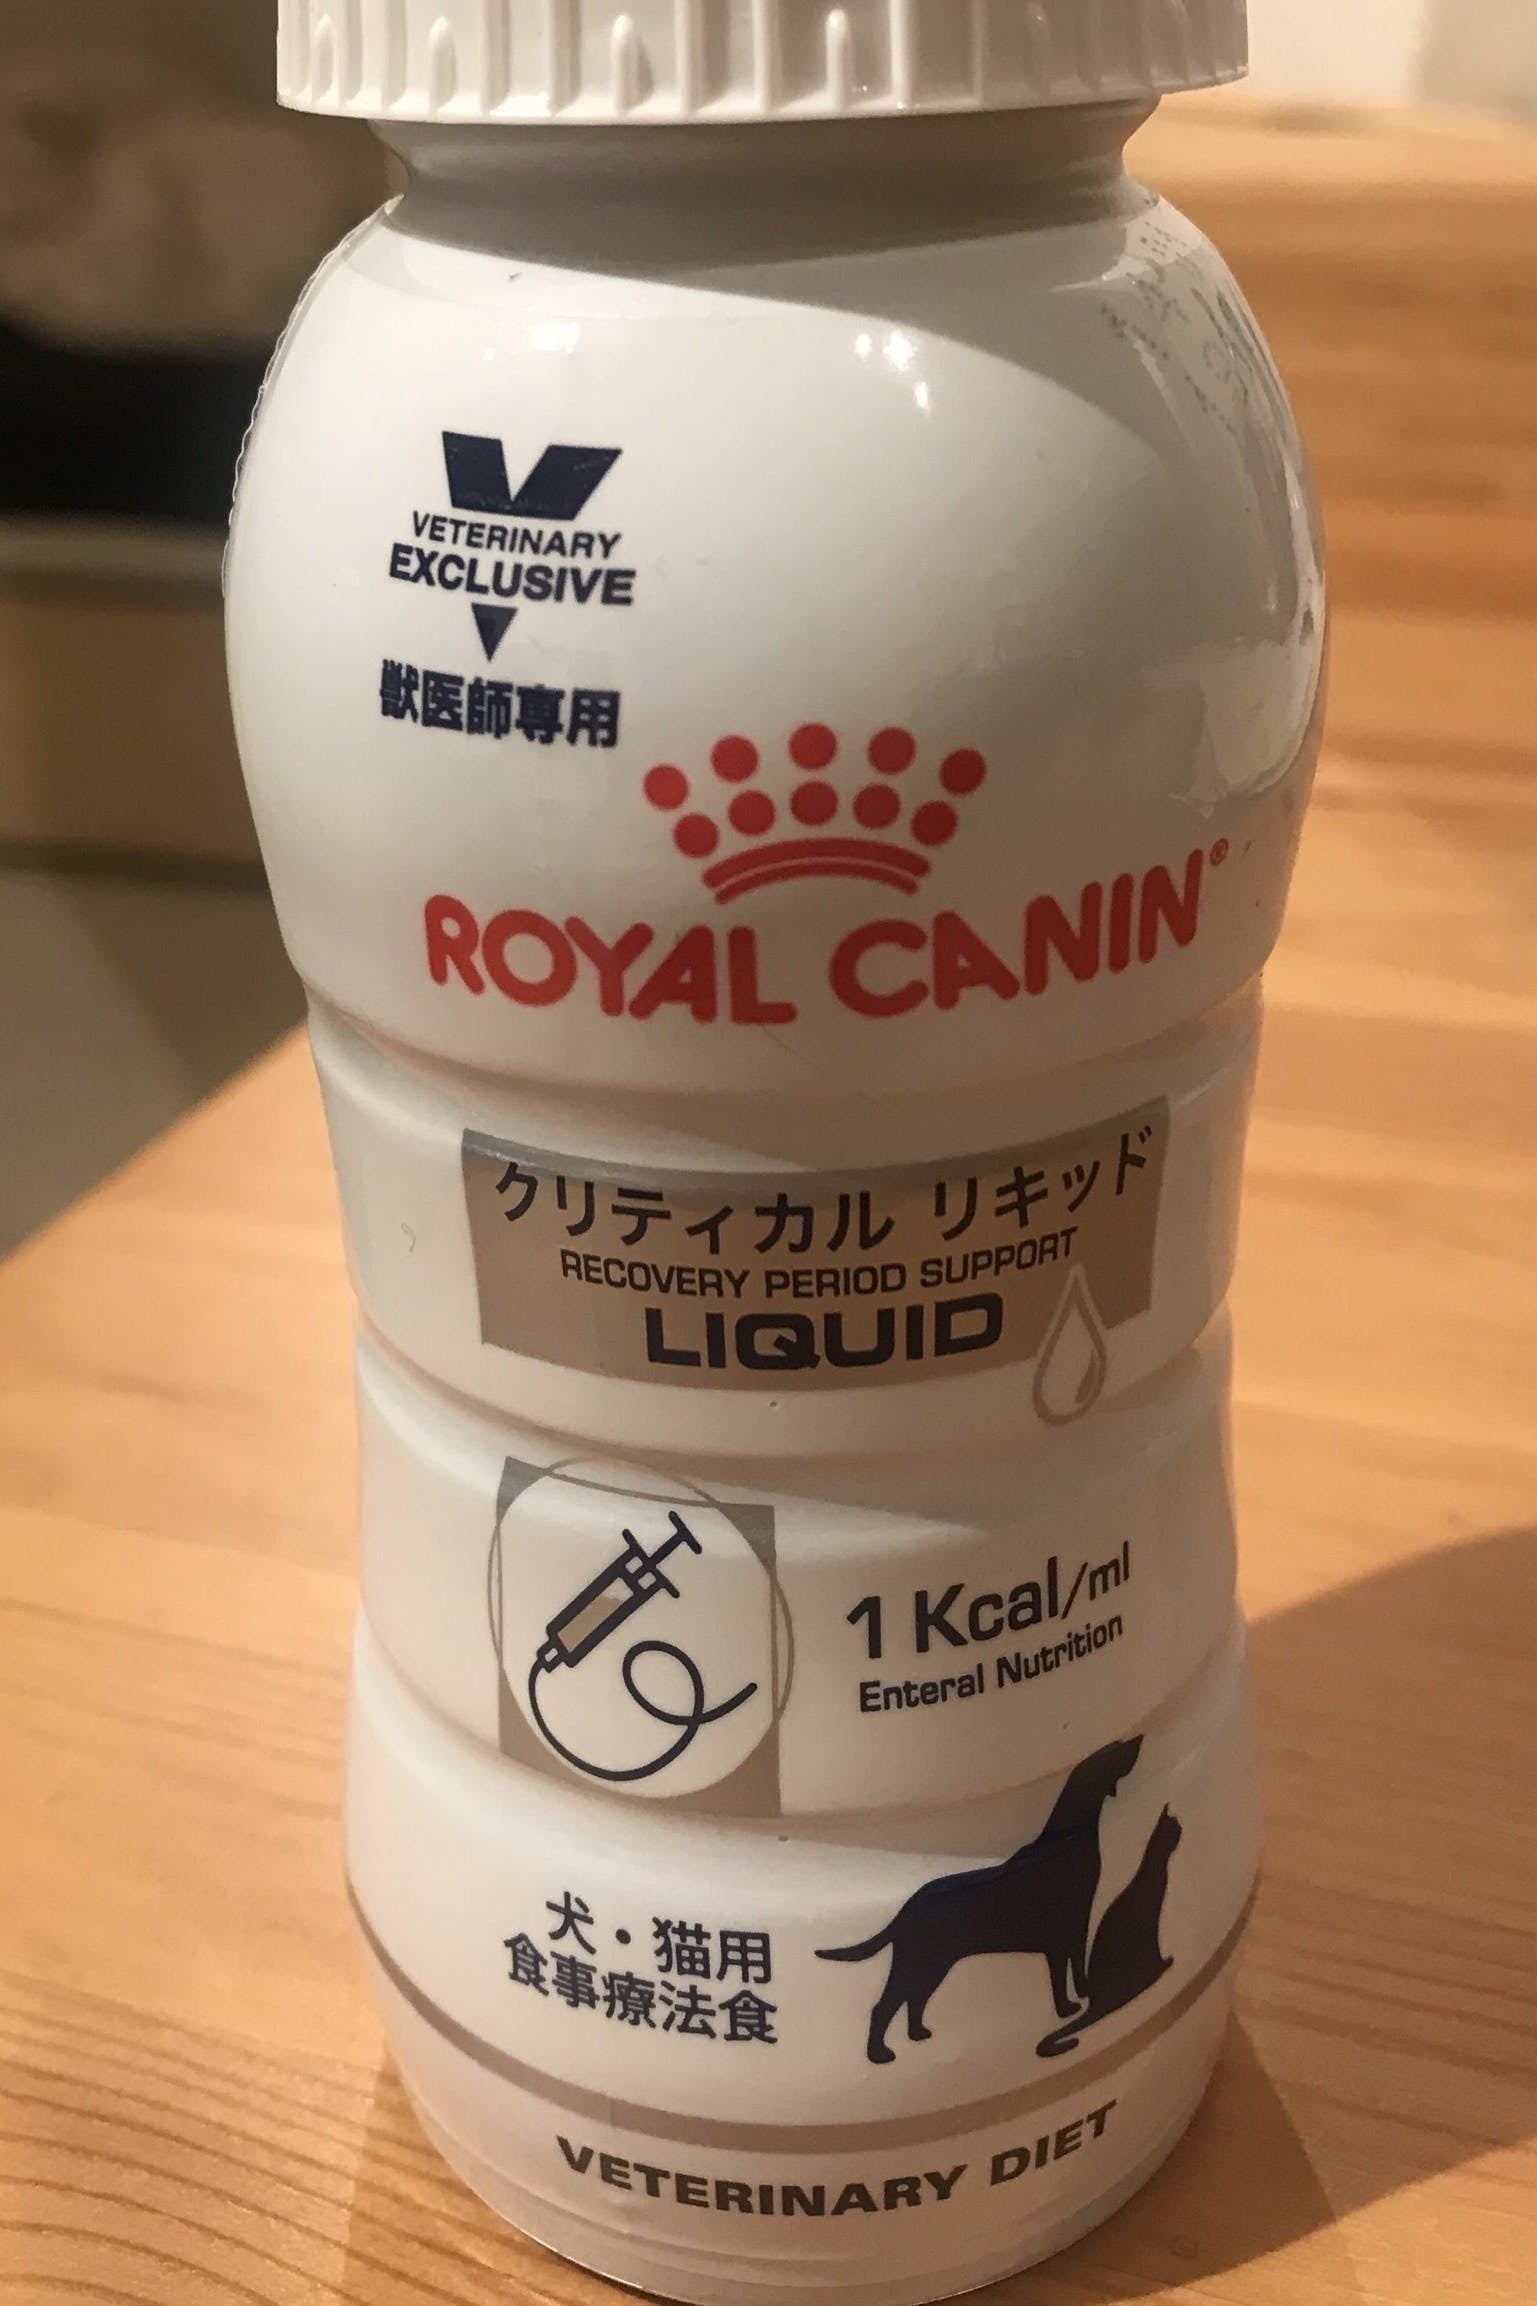 VETERINARY
EXCLUSIVE
獣医師専用
ROYAL CANIN®
クリティカル リキッド
RECOVERY PERIOD SUPPORT
LIQUID
1 Kcal/ml
Enteral Nutrition
犬・猫用
食事療法食
VETERINARY DIET